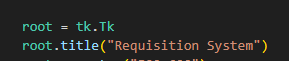 root = tk.Tk
root.title("Requisition System")